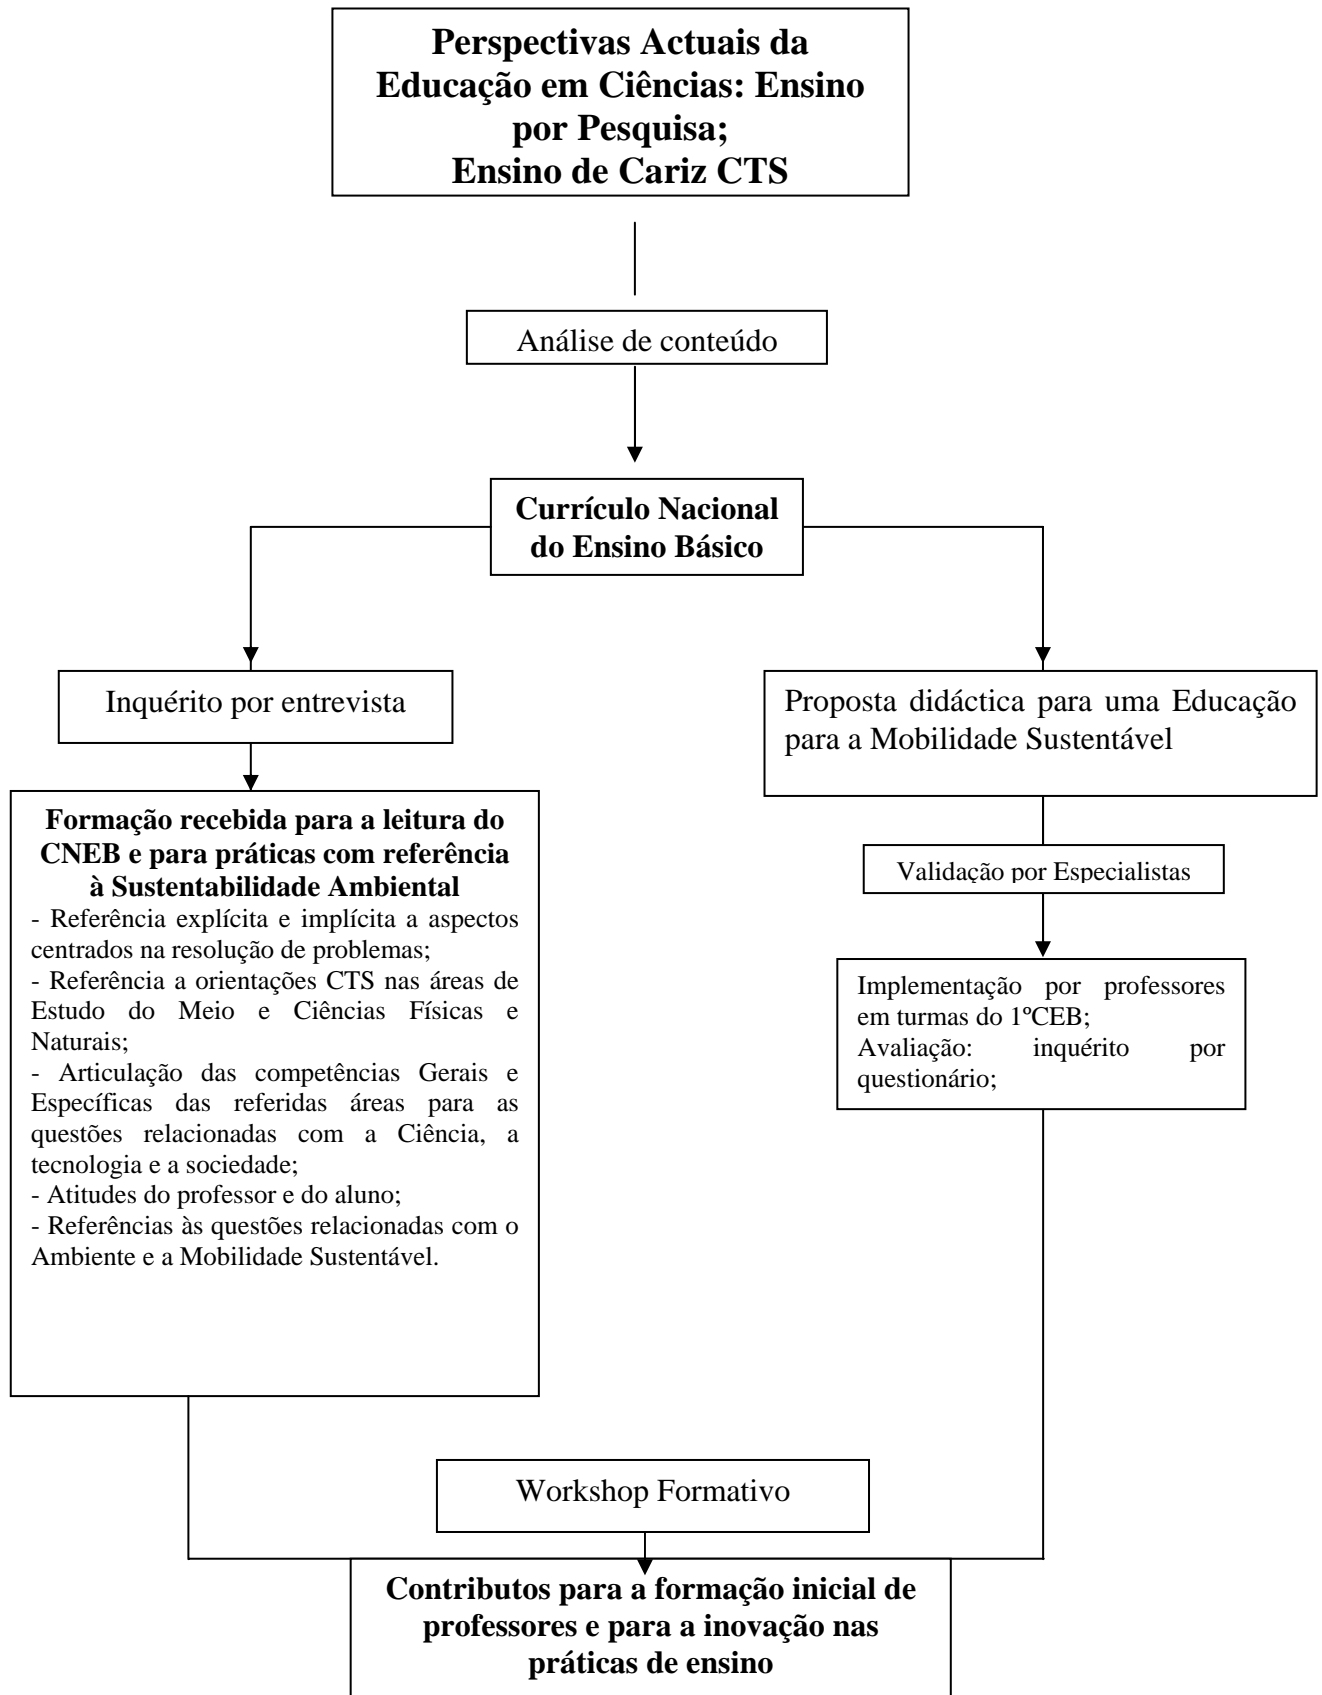 Perspectivas Actuais da
Educação em Ciências: Ensino
por Pesquisa;
Ensino de Cariz CTS
Análise de conteúdo
Currículo Nacional
do Ensino Básico
Inquérito por entrevista
Proposta didáctica para uma Educação
para a Mobilidade Sustentável
Formação recebida para a leitura do
CNEB e para práticas com referência
à Sustentabilidade Ambiental
- Referência explícita e implícita a aspectos
centrados na resolução de problemas;
- Referência a orientações CTS nas áreas de
Estudo do Meio e Ciências Físicas e
Naturais;
- Articulação das competências Gerais e
Específicas das referidas áreas para as
questões relacionadas com a Ciência, a
tecnologia e a sociedade;
- Atitudes do professor e do aluno;
- Referências às questões relacionadas com o
Ambiente e a Mobilidade Sustentável.
Validação por Especialistas
Implementação por professores
em turmas do 1ºCEB;
Avaliação: inquérito por
questionário;
Workshop Formativo
Contributos para a formação inicial de
professores e para a inovação nas
práticas de ensino